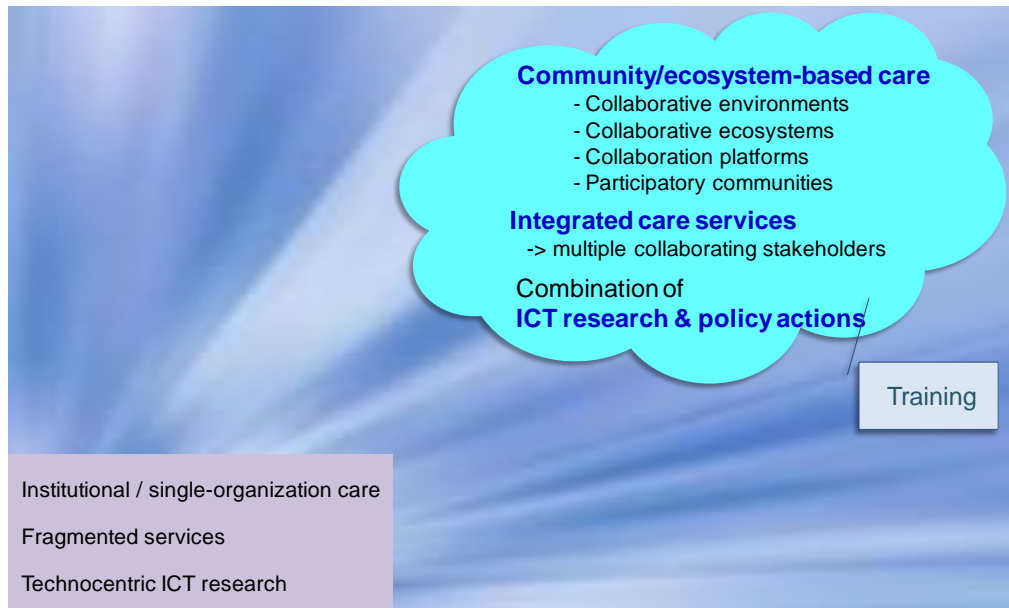 Community/ecosystem-based care
- Collaborative environments
- Collaborative ecosystems
- Collaboration platforms
- Participatory communities
Integrated care services
-> multiple collaborating stakeholders
Combination of
ICT research & policy actions
Training
Institutional / single-organization care
Fragmented services
Technocentric ICT research